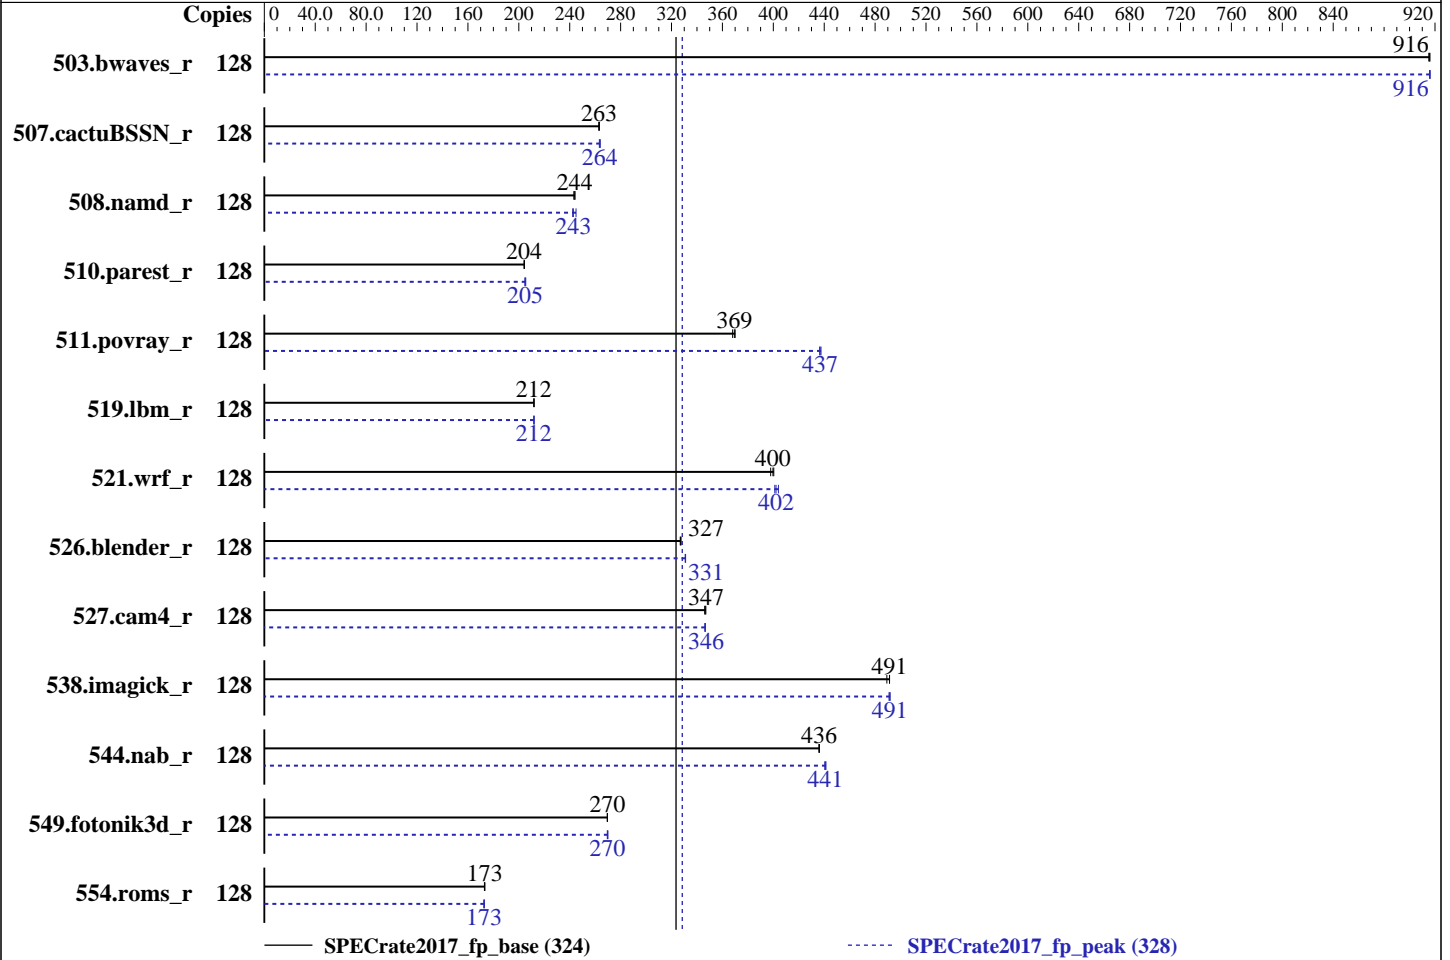 Copies 0 40.0 80.0 120 160 200 240 280 320 360 400 440 480 520 560 600 640 680 720 760 800 840 920
916
503.bwaves_r 128
916
263
507.cactuBSSN_r 128
264
244
508.namd_r 128
243
204
510.parest_r 128
205
369
511.povray_r 128
437
212
519.lbm_r 128
212
400
521.wrf_r 128
402
327
526.blender_r 128
331
347
527.cam4_r 128
346
491
538.imagick_r 128
491
436
544.nab_r 128
441
270
549.fotonik3d_r 128
270
173
554.roms_r 128
173
SPECrate2017_fp_base (324) SPECrate2017_fp_peak (328)